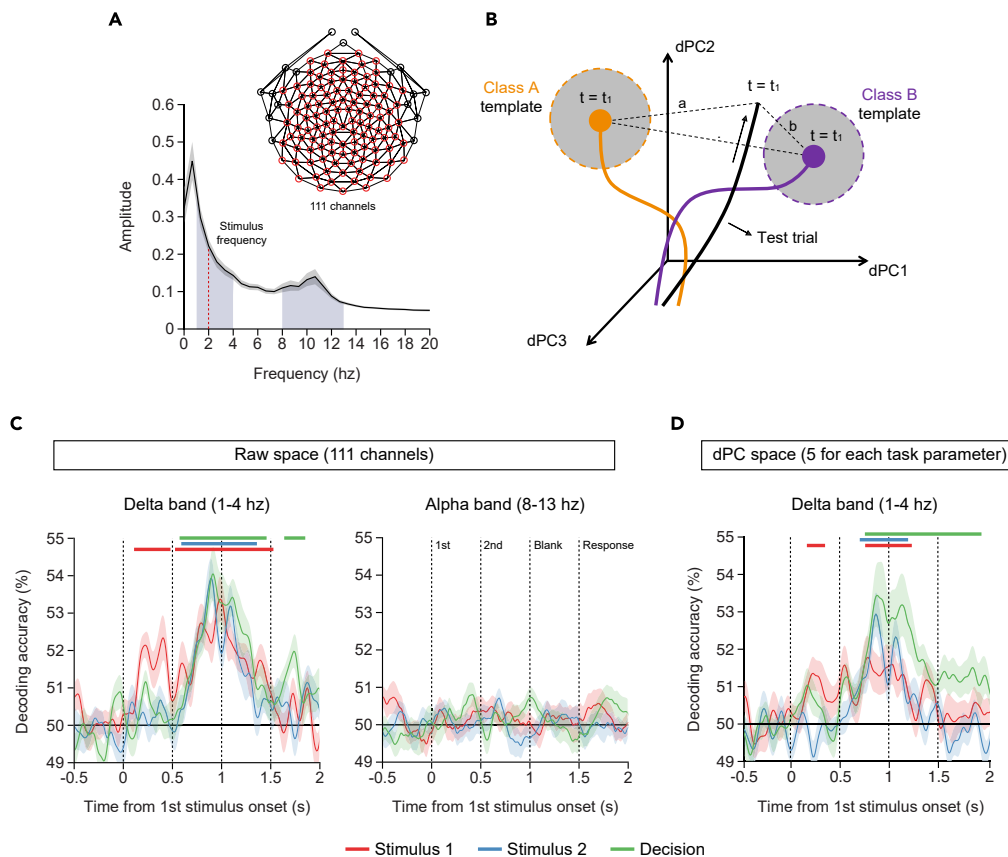 A
0.6
0.5
0.4
0.3
0.2
0.1
0
Amplitude
Stimulus
frequency
111 channels
0 2 4 6 8 10 12 14 16 18 20
Frequency (hz)
B
dPC2
Class A
template
t = t1
a
t = t1
b
Class B
template
t = t1
Test trial
dPC1
dPC3
C
Raw space (111 channels)
Delta band (1-4 hz)
55
54
53
52
51
50
49
Decoding accuracy (%)
-0.5 0 0.5 1 1.5 2
Time from 1st stimulus onset (s)
Alpha band (8-13 hz)
1st 2nd Blank Response
55
54
53
52
51
50
49
Decoding accuracy (%)
-0.5 0 0.5 1 1.5 2
Time from 1st stimulus onset (s)
D
dPC space (5 for each task parameter)
Delta band (1-4 hz)
55
54
53
52
51
50
49
Decoding accuracy (%)
-0.5 0 0.5 1 1.5 2
Time from 1st stimulus onset (s)
Stimulus 1 Stimulus 2 Decision